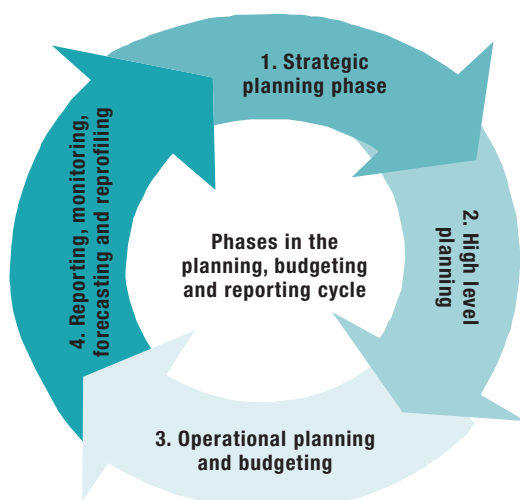 1. Strategic
planning phase
2. High level
planning
3. Operational planning
and budgeting
4. Reporting, monitoring,
forecasting and reprofiling
Phases in the
planning, budgeting
and reporting cycle